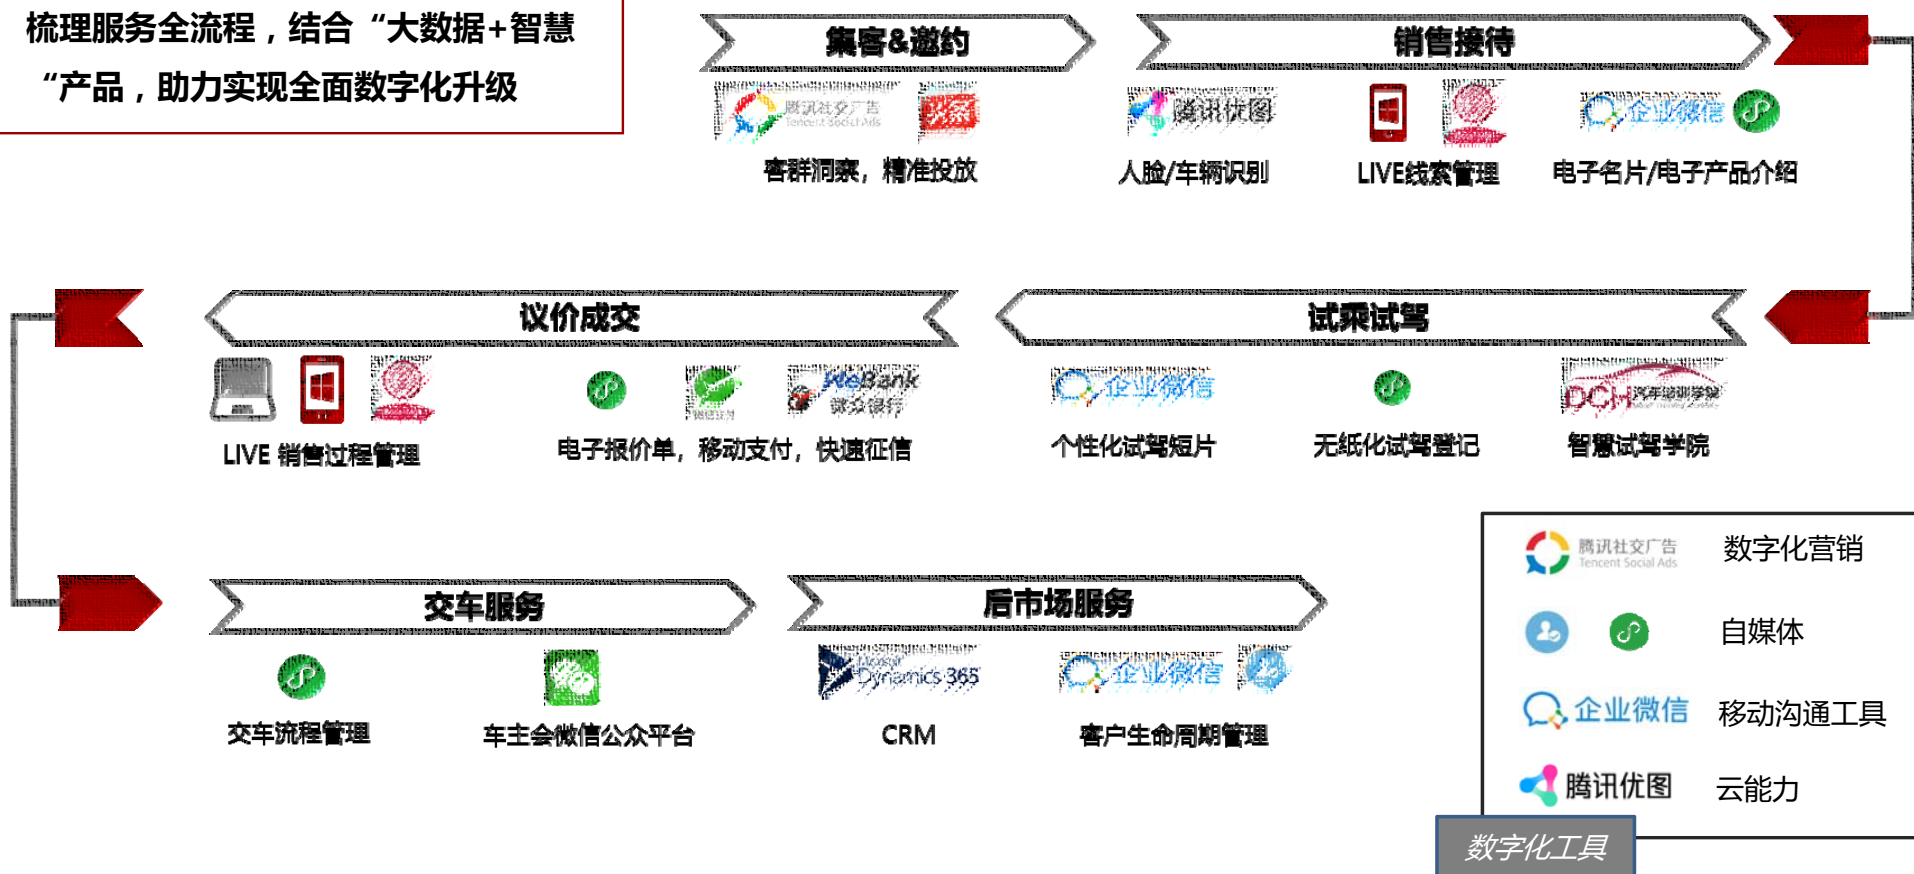 梳理服务全流程，结合“大数据+智慧
“产品，助力实现全面数字化升级
集客&邀约
销售接待
腾讯社交广告
Tencent Social Ads
腾讯优图
企业微信
客群洞察，精准投放
人脸/车辆识别
LIVE线索管理
电子名片/电子产品介绍
议价成交
试乘试驾
WeBank
微众银行
企业微信
DCH 汽车培训学院
LIVE 销售过程管理
电子报价单，移动支付，快速征信
个性化试驾短片
无纸化试驾登记
智慧试驾学院
交车服务
后市场服务
Microsoft
Dynamics 365
企业微信
交车流程管理
车主会微信公众平台
CRM
客户生命周期管理
腾讯社交广告
Tencent Social Ads
数字化营销
自媒体
企业微信
移动沟通工具
腾讯优图
云能力
数字化工具